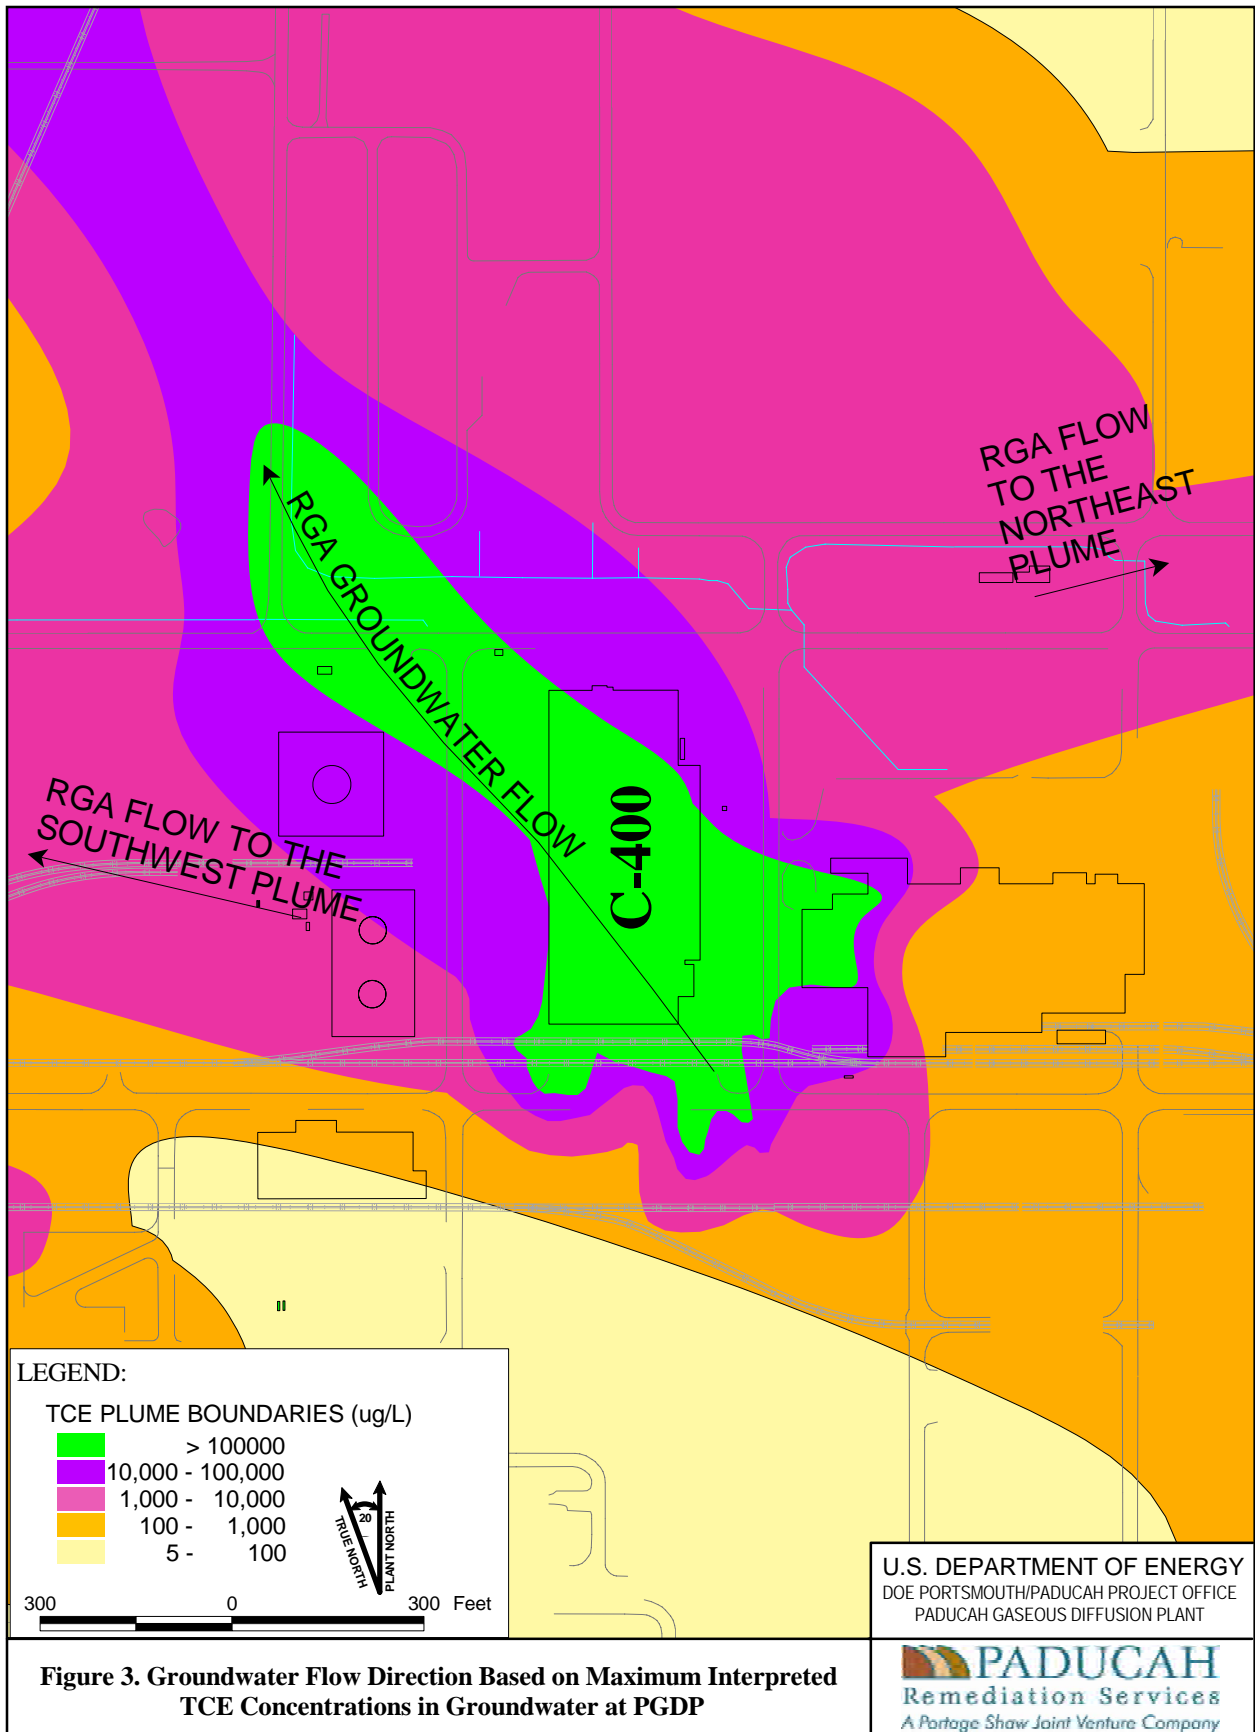 RGA FLOW
TO THE
NORTHEAST
PLUME
RGA GROUNDWATER FLOW
C-400
RGA FLOW TO THE
SOUTHWEST PLUME
LEGEND:
TCE PLUME BOUNDARIES (ug/L)
> 100000
10,000 - 100,000
1,000 - 10,000
100 - 1,000
5 - 100
20
TRUE NORTH
PLANT NORTH
300 0 300 Feet
U.S. DEPARTMENT OF ENERGY
DOE PORTSMOUTH/PADUCAH PROJECT OFFICE
PADUCAH GASEOUS DIFFUSION PLANT
Figure 3. Groundwater Flow Direction Based on Maximum Interpreted
TCE Concentrations in Groundwater at PGDP
PADUCAH
Remediation Services
A Portage Shaw Joint Venture Company